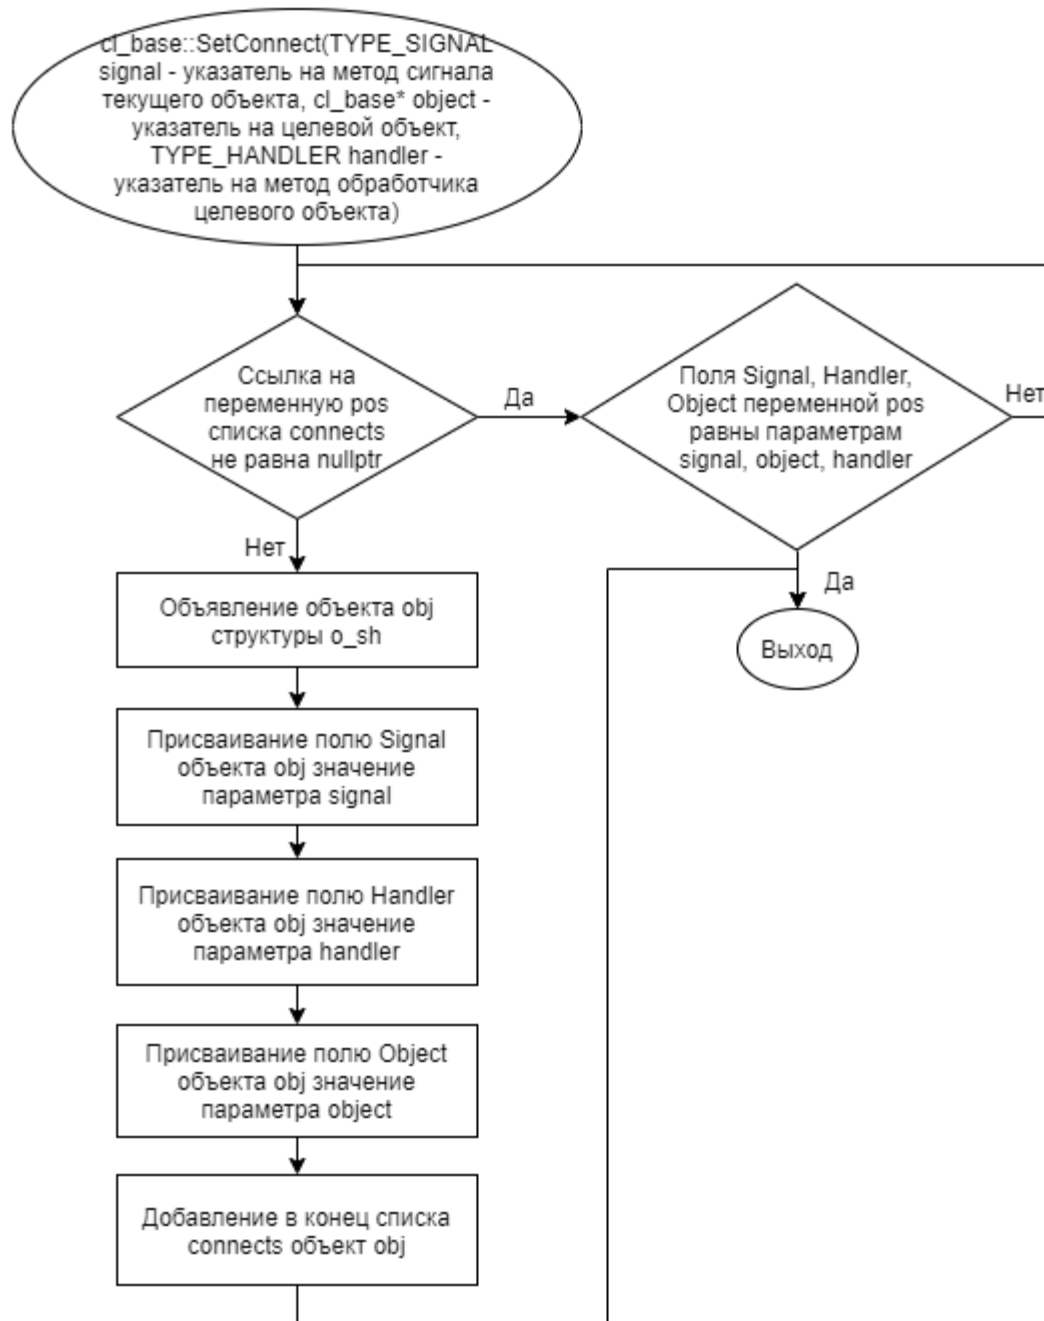 cl_base::SetConnect(TYPE_SIGNAL
signal - указатель на метод сигнала
текущего объекта, cl_base* object -
указатель на целевой объект,
TYPE_HANDLER handler -
указатель на метод обработчика
целевого объекта)
Ссылка на
переменную pos
списка connects
не равна nullptr
Да
Поля Signal, Handler,
Object переменной pos
равны параметрам
signal, object, handler
Нет
Нет
Да
Выход
Объявление объекта obj
структуры o_sh
Присваивание полю Signal
объекта obj значение
параметра signal
Присваивание полю Handler
объекта obj значение
параметра handler
Присваивание полю Object
объекта obj значение
параметра object
Добавление в конец списка
connects объект obj